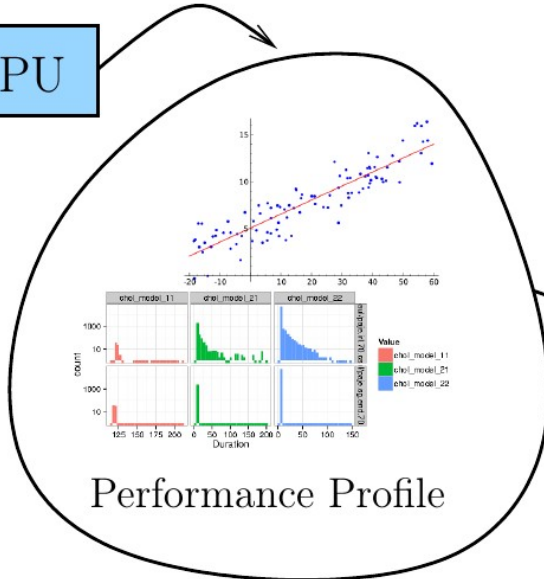 PU
15
10
5
-20 -10 0 10 20 30 40 50 60
chol_model_11 chol_model_21 chol_model_22
1000
10
1000
10
count
125 150 175 200 0 50 100 150 200 0 50 100 150
Duration
Value
chol_model_11
chol_model_21
chol_model_22
Performance Profile